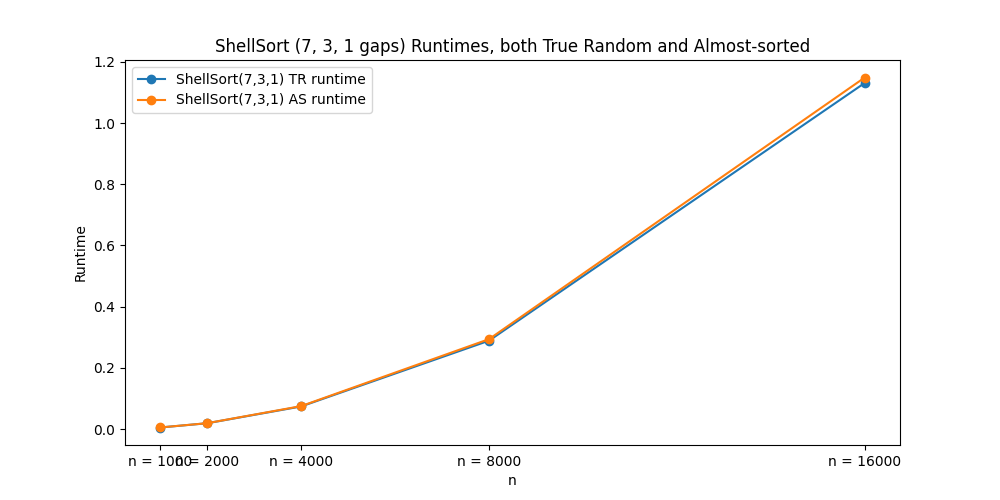 ShellSort (7, 3, 1 gaps) Runtimes, both True Random and Almost-sorted
ShellSort(7,3,1) TR runtime
ShellSort(7,3,1) AS runtime
1.2
1.0
0.8
0.6
0.4
0.2
0.0
Runtime
n = 1000
n = 2000
n = 4000
n = 8000
n = 16000
n